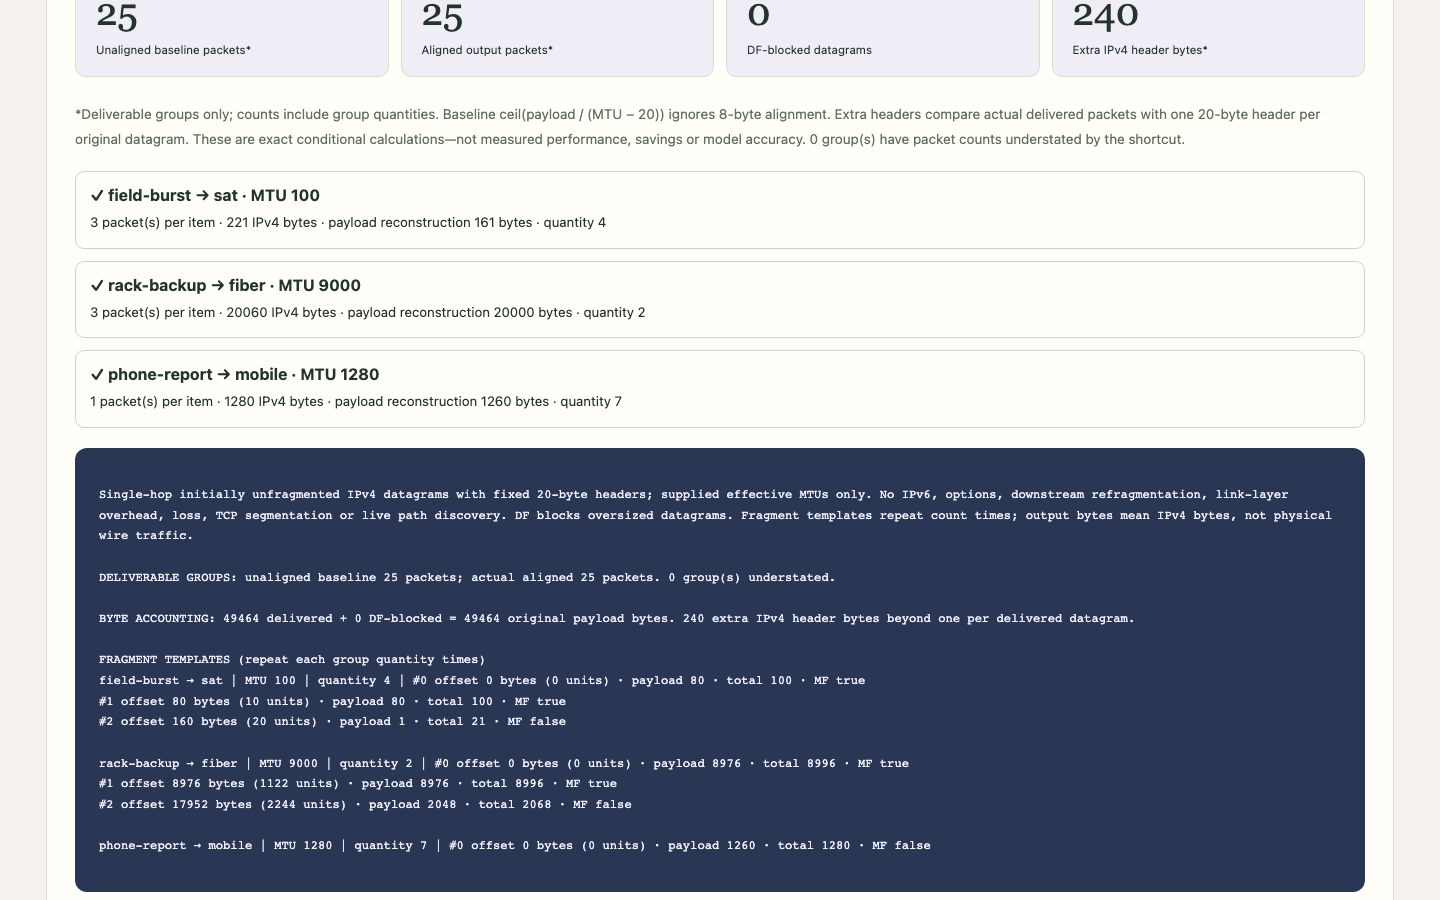 25
Unaligned baseline packets*
25
Aligned output packets*
0
DF-blocked datagrams
240
Extra IPv4 header bytes*
*Deliverable groups only; counts include group quantities. Baseline ceil(payload / (MTU − 20)) ignores 8-byte alignment. Extra headers compare actual delivered packets with one 20-byte header per
original datagram. These are exact conditional calculations—not measured performance, savings or model accuracy. 0 group(s) have packet counts understated by the shortcut.
✓ field-burst → sat · MTU 100
3 packet(s) per item · 221 IPv4 bytes · payload reconstruction 161 bytes · quantity 4
✓ rack-backup → fiber · MTU 9000
3 packet(s) per item · 20060 IPv4 bytes · payload reconstruction 20000 bytes · quantity 2
✓ phone-report → mobile · MTU 1280
1 packet(s) per item · 1280 IPv4 bytes · payload reconstruction 1260 bytes · quantity 7
Single-hop initially unfragmented IPv4 datagrams with fixed 20-byte headers; supplied effective MTUs only. No IPv6, options, downstream refragmentation, link-layer
overhead, loss, TCP segmentation or live path discovery. DF blocks oversized datagrams. Fragment templates repeat count times; output bytes mean IPv4 bytes, not physical
wire traffic.
DELIVERABLE GROUPS: unaligned baseline 25 packets; actual aligned 25 packets. 0 group(s) understated.
BYTE ACCOUNTING: 49464 delivered + 0 DF-blocked = 49464 original payload bytes. 240 extra IPv4 header bytes beyond one per delivered datagram.
FRAGMENT TEMPLATES (repeat each group quantity times)
field-burst → sat | MTU 100 | quantity 4 | #0 offset 0 bytes (0 units) · payload 80 · total 100 · MF true
#1 offset 80 bytes (10 units) · payload 80 · total 100 · MF true
#2 offset 160 bytes (20 units) · payload 1 · total 21 · MF false
rack-backup → fiber | MTU 9000 | quantity 2 | #0 offset 0 bytes (0 units) · payload 8976 · total 8996 · MF true
#1 offset 8976 bytes (1122 units) · payload 8976 · total 8996 · MF true
#2 offset 17952 bytes (2244 units) · payload 2048 · total 2068 · MF false
phone-report → mobile | MTU 1280 | quantity 7 | #0 offset 0 bytes (0 units) · payload 1260 · total 1280 · MF false